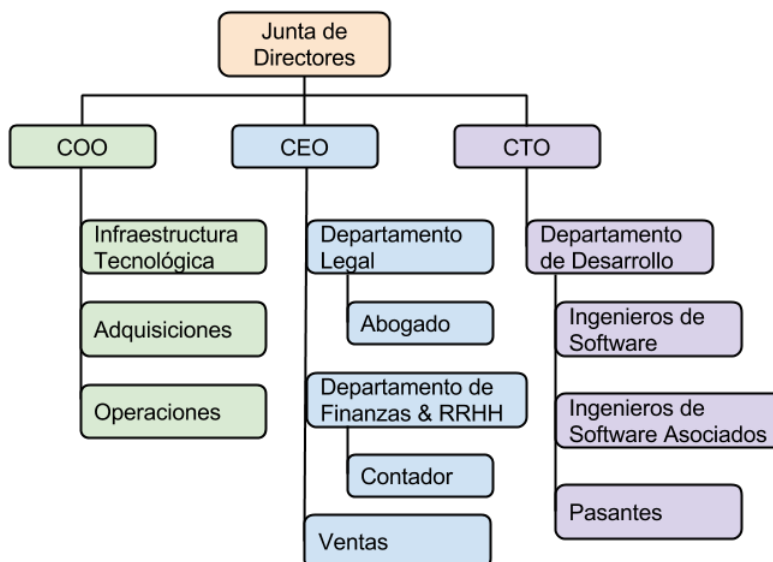 Junta de
Directores
COO
CEO
CTO
Infraestructura
Tecnológica
Adquisiciones
Operaciones
Departamento
Legal
Abogado
Departamento de
Finanzas & RRHH
Contador
Ventas
Departamento
de Desarrollo
Ingenieros de
Software
Ingenieros de
Software Asociados
Pasantes